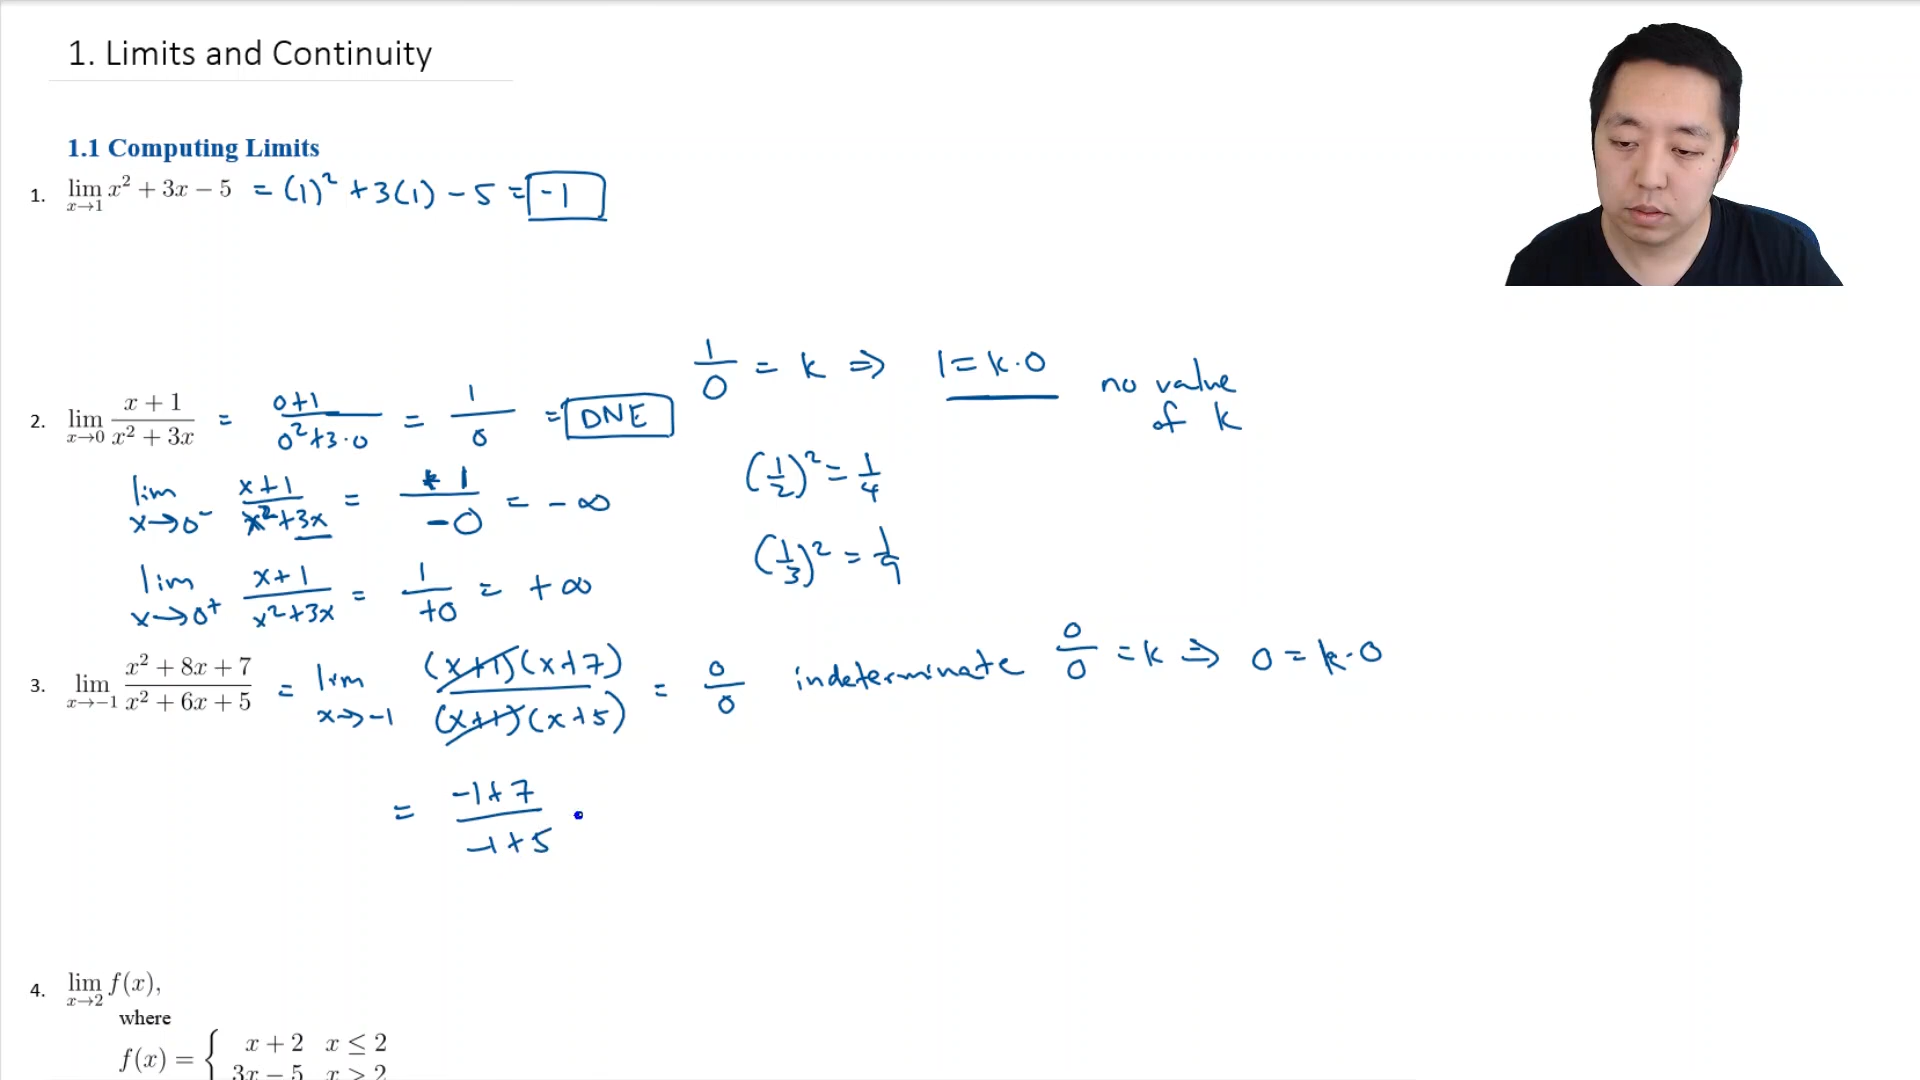 1. Limits and Continuity
1.1 Computing Limits
1. lim x→1 x² + 3x − 5 = (1)² + 3(1) − 5 = -1
1/0 = k ⇒ 1 = k·0 no value of k
2. lim x→0 (x + 1)/(x² + 3x) = (0+1)/(0²+3·0) = 1/0 = DNE
(1/2)² = 1/4
lim x→0⁻ (x+1)/(x²+3x) = +1/-0 = -∞
(1/3)² = 1/9
lim x→0⁺ (x+1)/(x²+3x) = 1/+0 = +∞
3. lim x→−1 (x² + 8x + 7)/(x² + 6x + 5) = lim x→-1 (x+1)(x+7)/(x+1)(x+5) = 0/0 indeterminate 0/0 = k ⇒ 0 = k·0
= (-1+7)/(-1+5)
4. lim x→2 f(x),
where
f(x) = { x + 2 x ≤ 2
3x − 5 x > 2